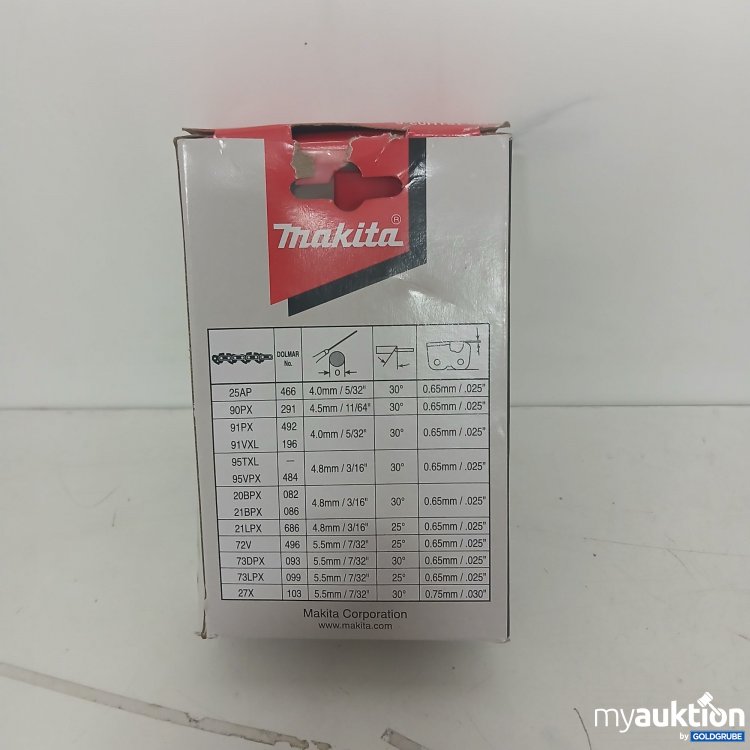 makita®
DOLMAR
No.
O
25AP 466 4.0mm / 5/32" 30° 0.65mm / .025"
90PX 291 4.5mm / 11/64" 30° 0.65mm / .025"
91PX 492 4.0mm / 5/32" 30° 0.65mm / .025"
91VXL 196
95TXL — 4.8mm / 3/16" 30° 0.65mm / .025"
95VPX 484
20BPX 082 4.8mm / 3/16" 30° 0.65mm / .025"
21BPX 086
21LPX 686 4.8mm / 3/16" 25° 0.65mm / .025"
72V 496 5.5mm / 7/32" 25° 0.65mm / .025"
73DPX 093 5.5mm / 7/32" 30° 0.65mm / .025"
73LPX 099 5.5mm / 7/32" 25° 0.65mm / .025"
27X 103 5.5mm / 7/32" 30° 0.75mm / .030"
Makita Corporation
www.makita.com
myauktion
by GOLDGRUBE